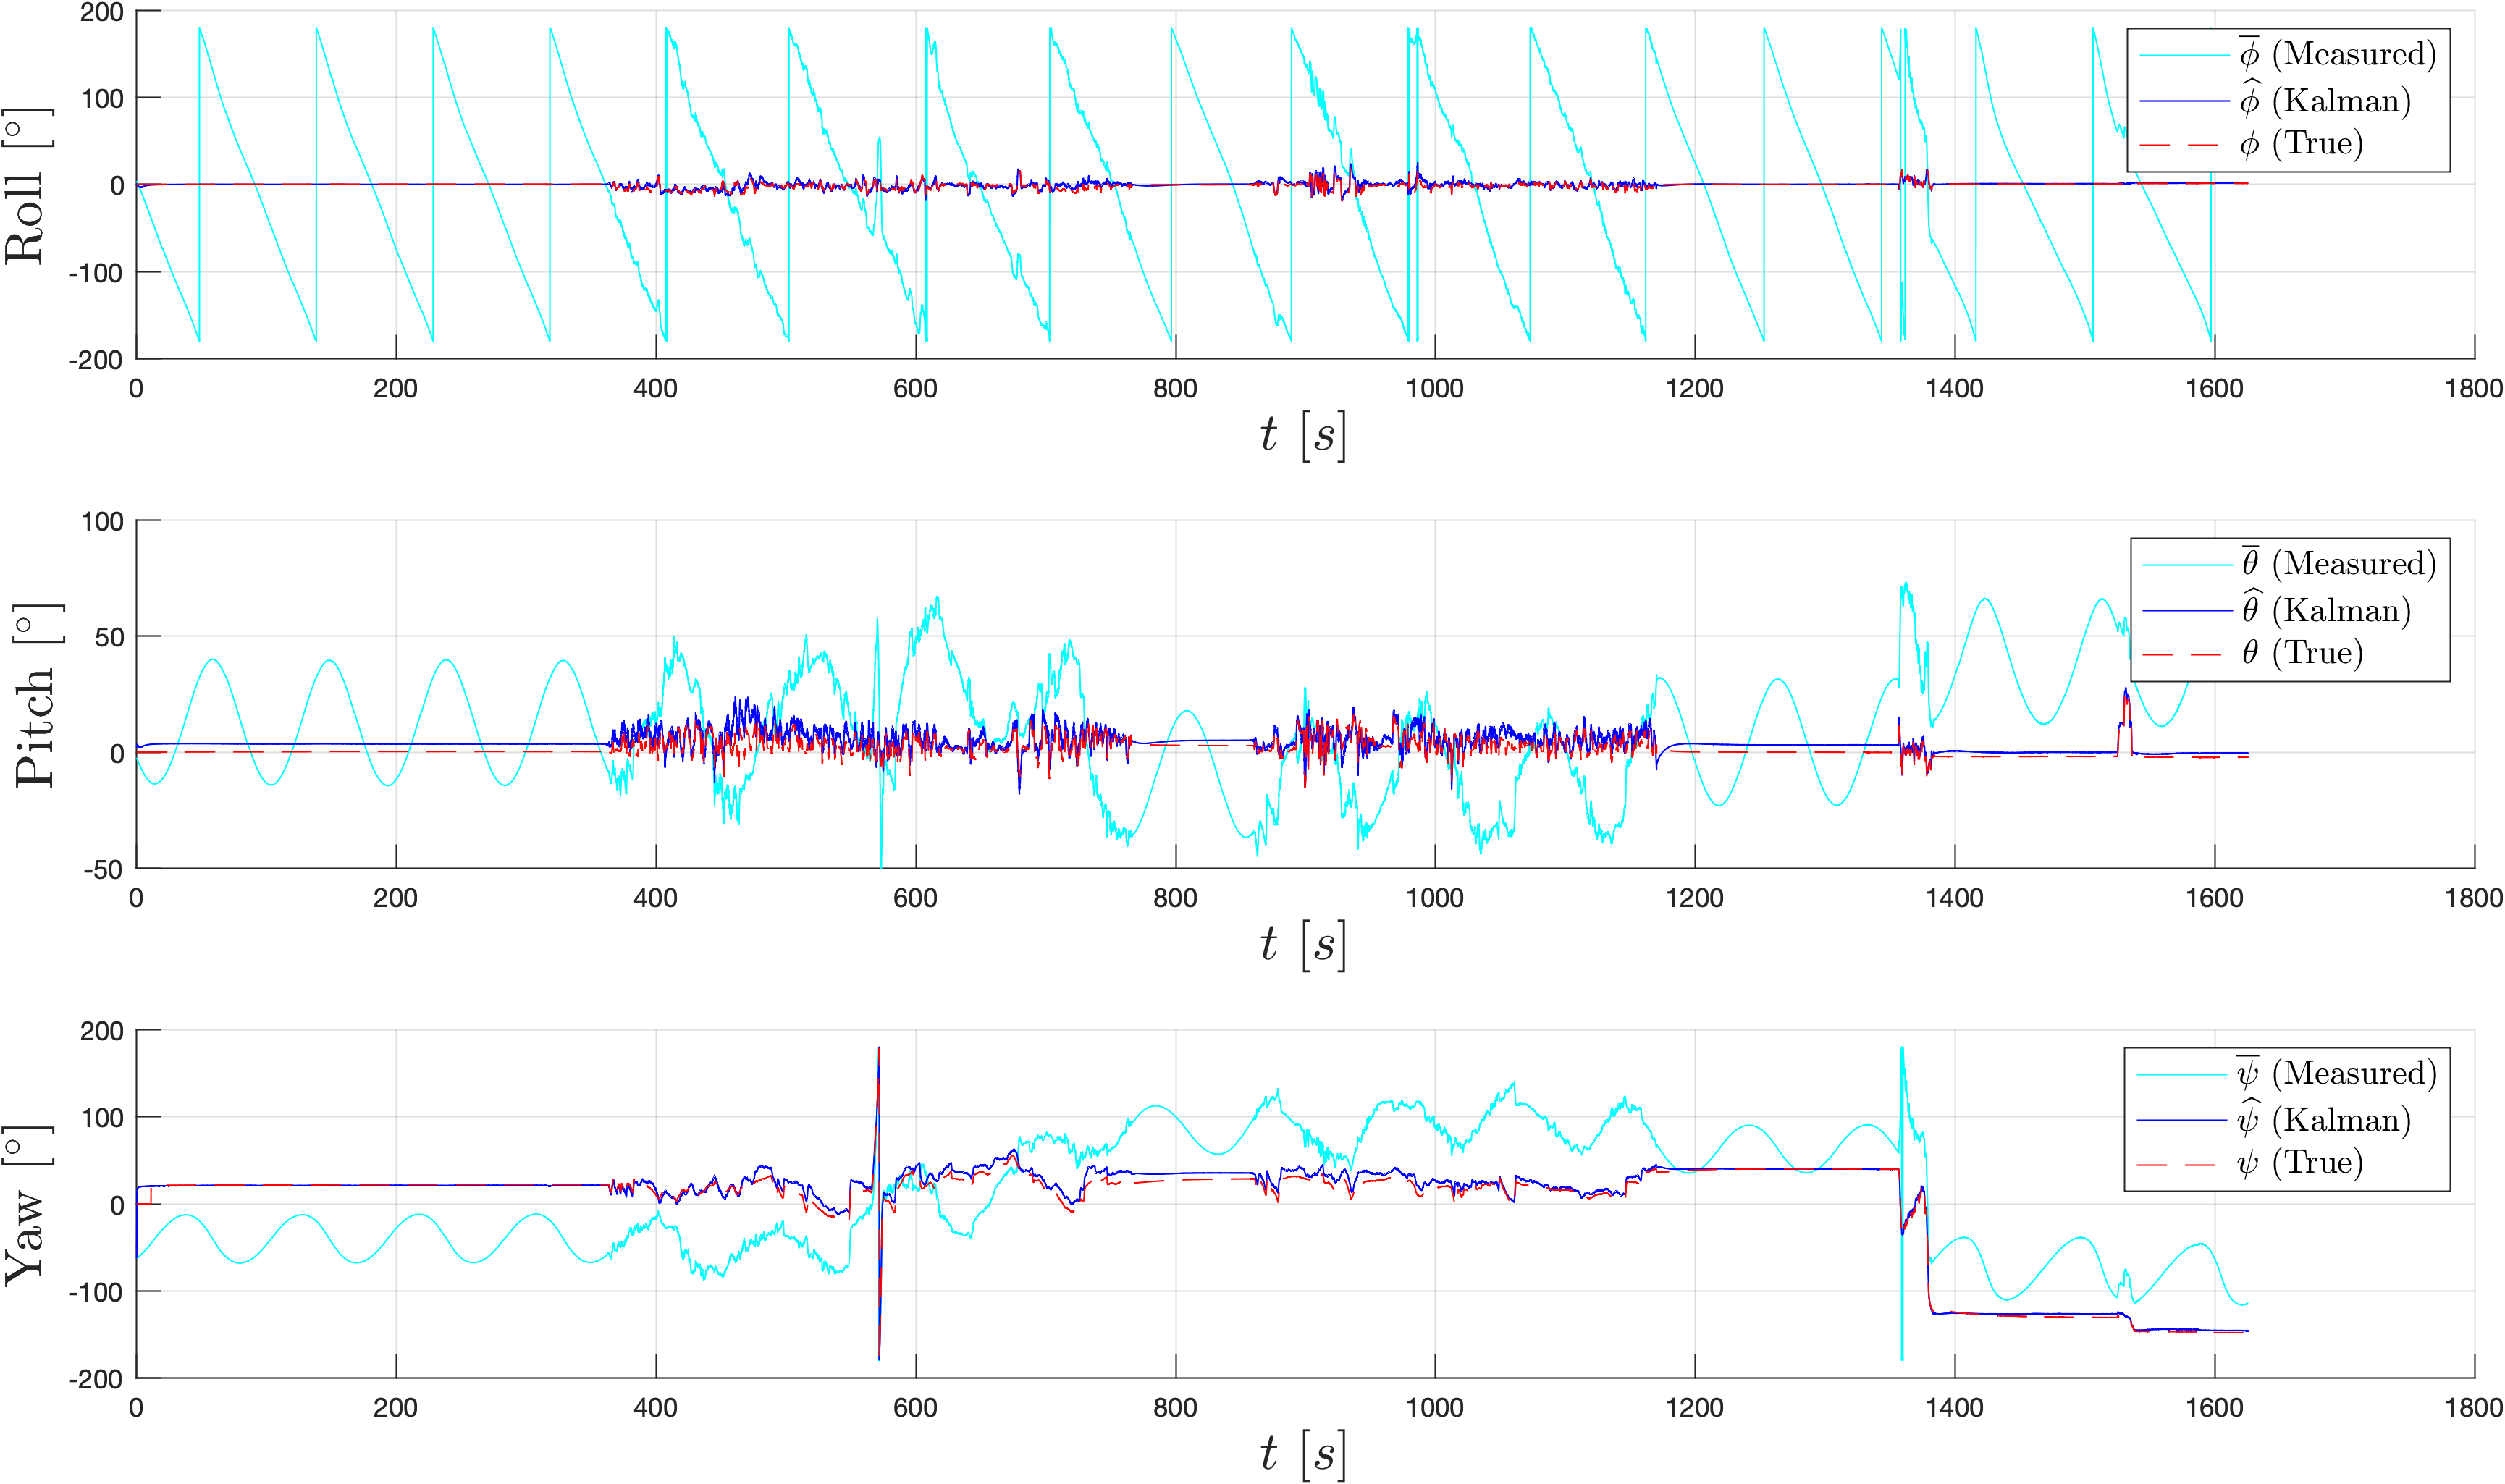 200
100
0
-100
-200
Roll [°]
0 200 400 600 800 1000 1200 1400 1600 1800
t [s]
ϕ̅ (Measured)
ϕ̂ (Kalman)
ϕ (True)
100
50
0
-50
Pitch [°]
0 200 400 600 800 1000 1200 1400 1600 1800
t [s]
θ̅ (Measured)
θ̂ (Kalman)
θ (True)
200
100
0
-100
-200
Yaw [°]
0 200 400 600 800 1000 1200 1400 1600 1800
t [s]
ψ̅ (Measured)
ψ̂ (Kalman)
ψ (True)